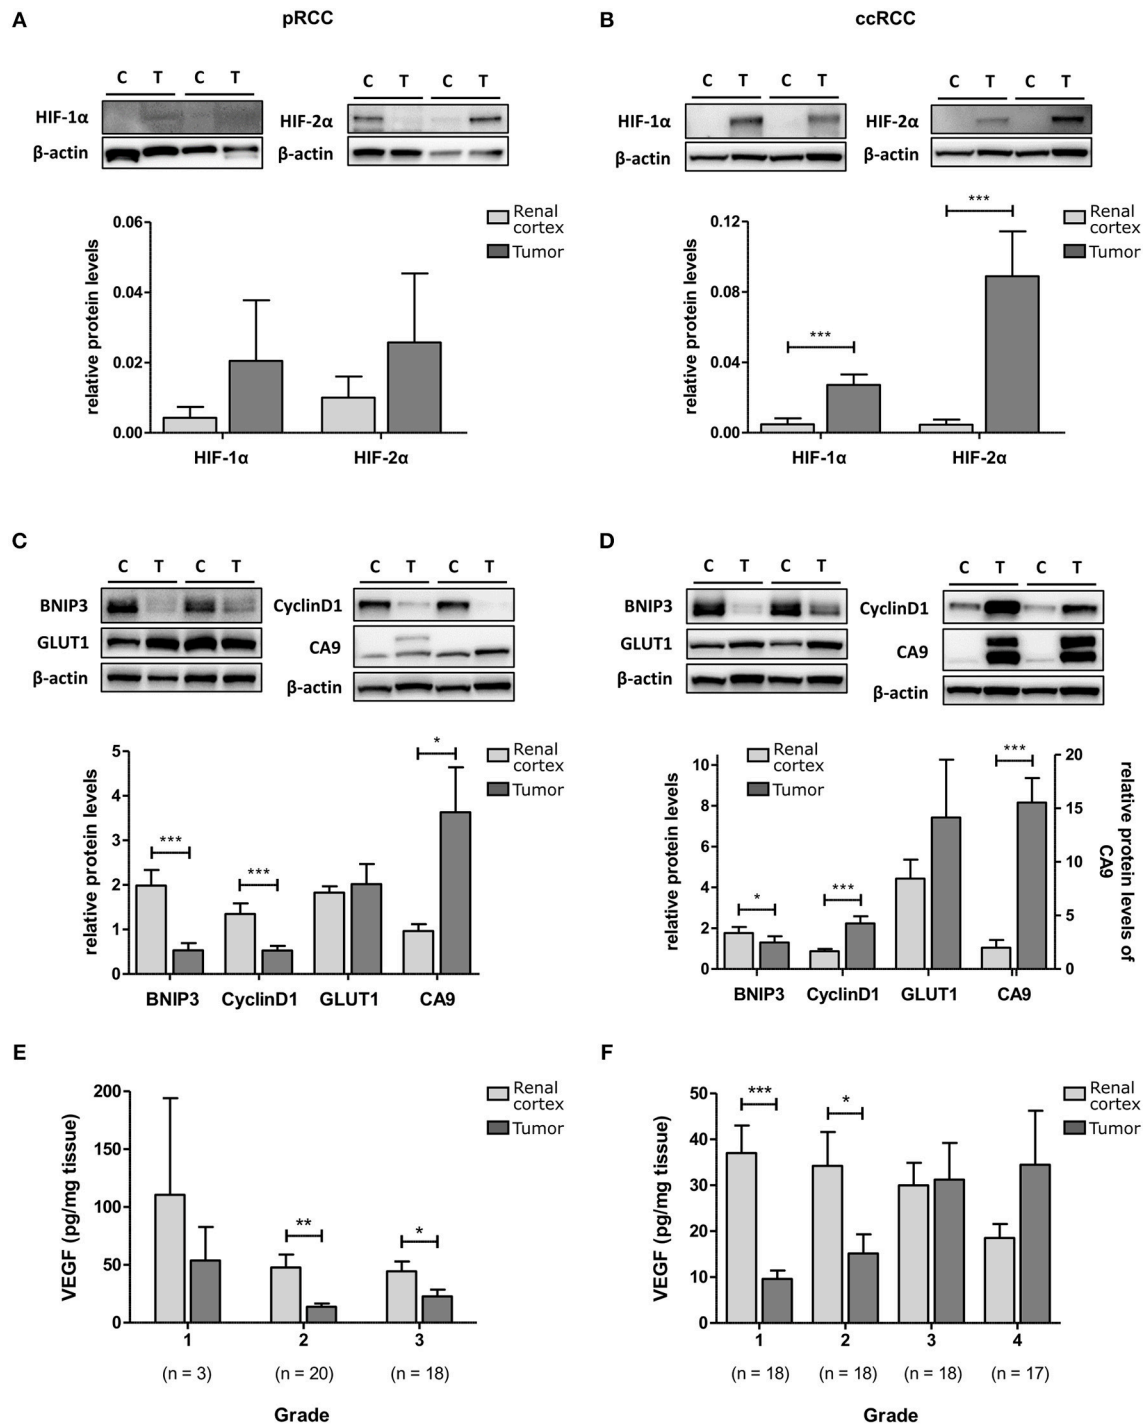 A
pRCC
B
ccRCC
C T C T
C T C T
C T C T
C T C T
HIF-1α
HIF-2α
HIF-1α
HIF-2α
β-actin
β-actin
β-actin
β-actin
relative protein levels
0.06
0.04
0.02
0.00
HIF-1α
HIF-2α
Renal
cortex
Tumor
relative protein levels
0.12
0.08
0.04
0.00
***
***
HIF-1α
HIF-2α
Renal
cortex
Tumor
C
C T C T
C T C T
BNIP3
GLUT1
β-actin
CyclinD1
CA9
β-actin
relative protein levels
5
4
3
2
1
0
***
***
*
BNIP3
CyclinD1
GLUT1
CA9
Renal
cortex
Tumor
D
C T C T
C T C T
BNIP3
GLUT1
β-actin
CyclinD1
CA9
β-actin
relative protein levels
10
8
6
4
2
0
*
***
***
BNIP3
CyclinD1
GLUT1
CA9
Renal
cortex
Tumor
20
15
10
5
0
relative protein levels of
CA9
E
VEGF (pg/mg tissue)
200
150
100
50
0
**
*
1
2
3
(n = 3)
(n = 20)
(n = 18)
Grade
Renal
cortex
Tumor
F
VEGF (pg/mg tissue)
50
40
30
20
10
0
***
*
1
2
3
4
(n = 18)
(n = 18)
(n = 18)
(n = 17)
Grade
Renal
cortex
Tumor